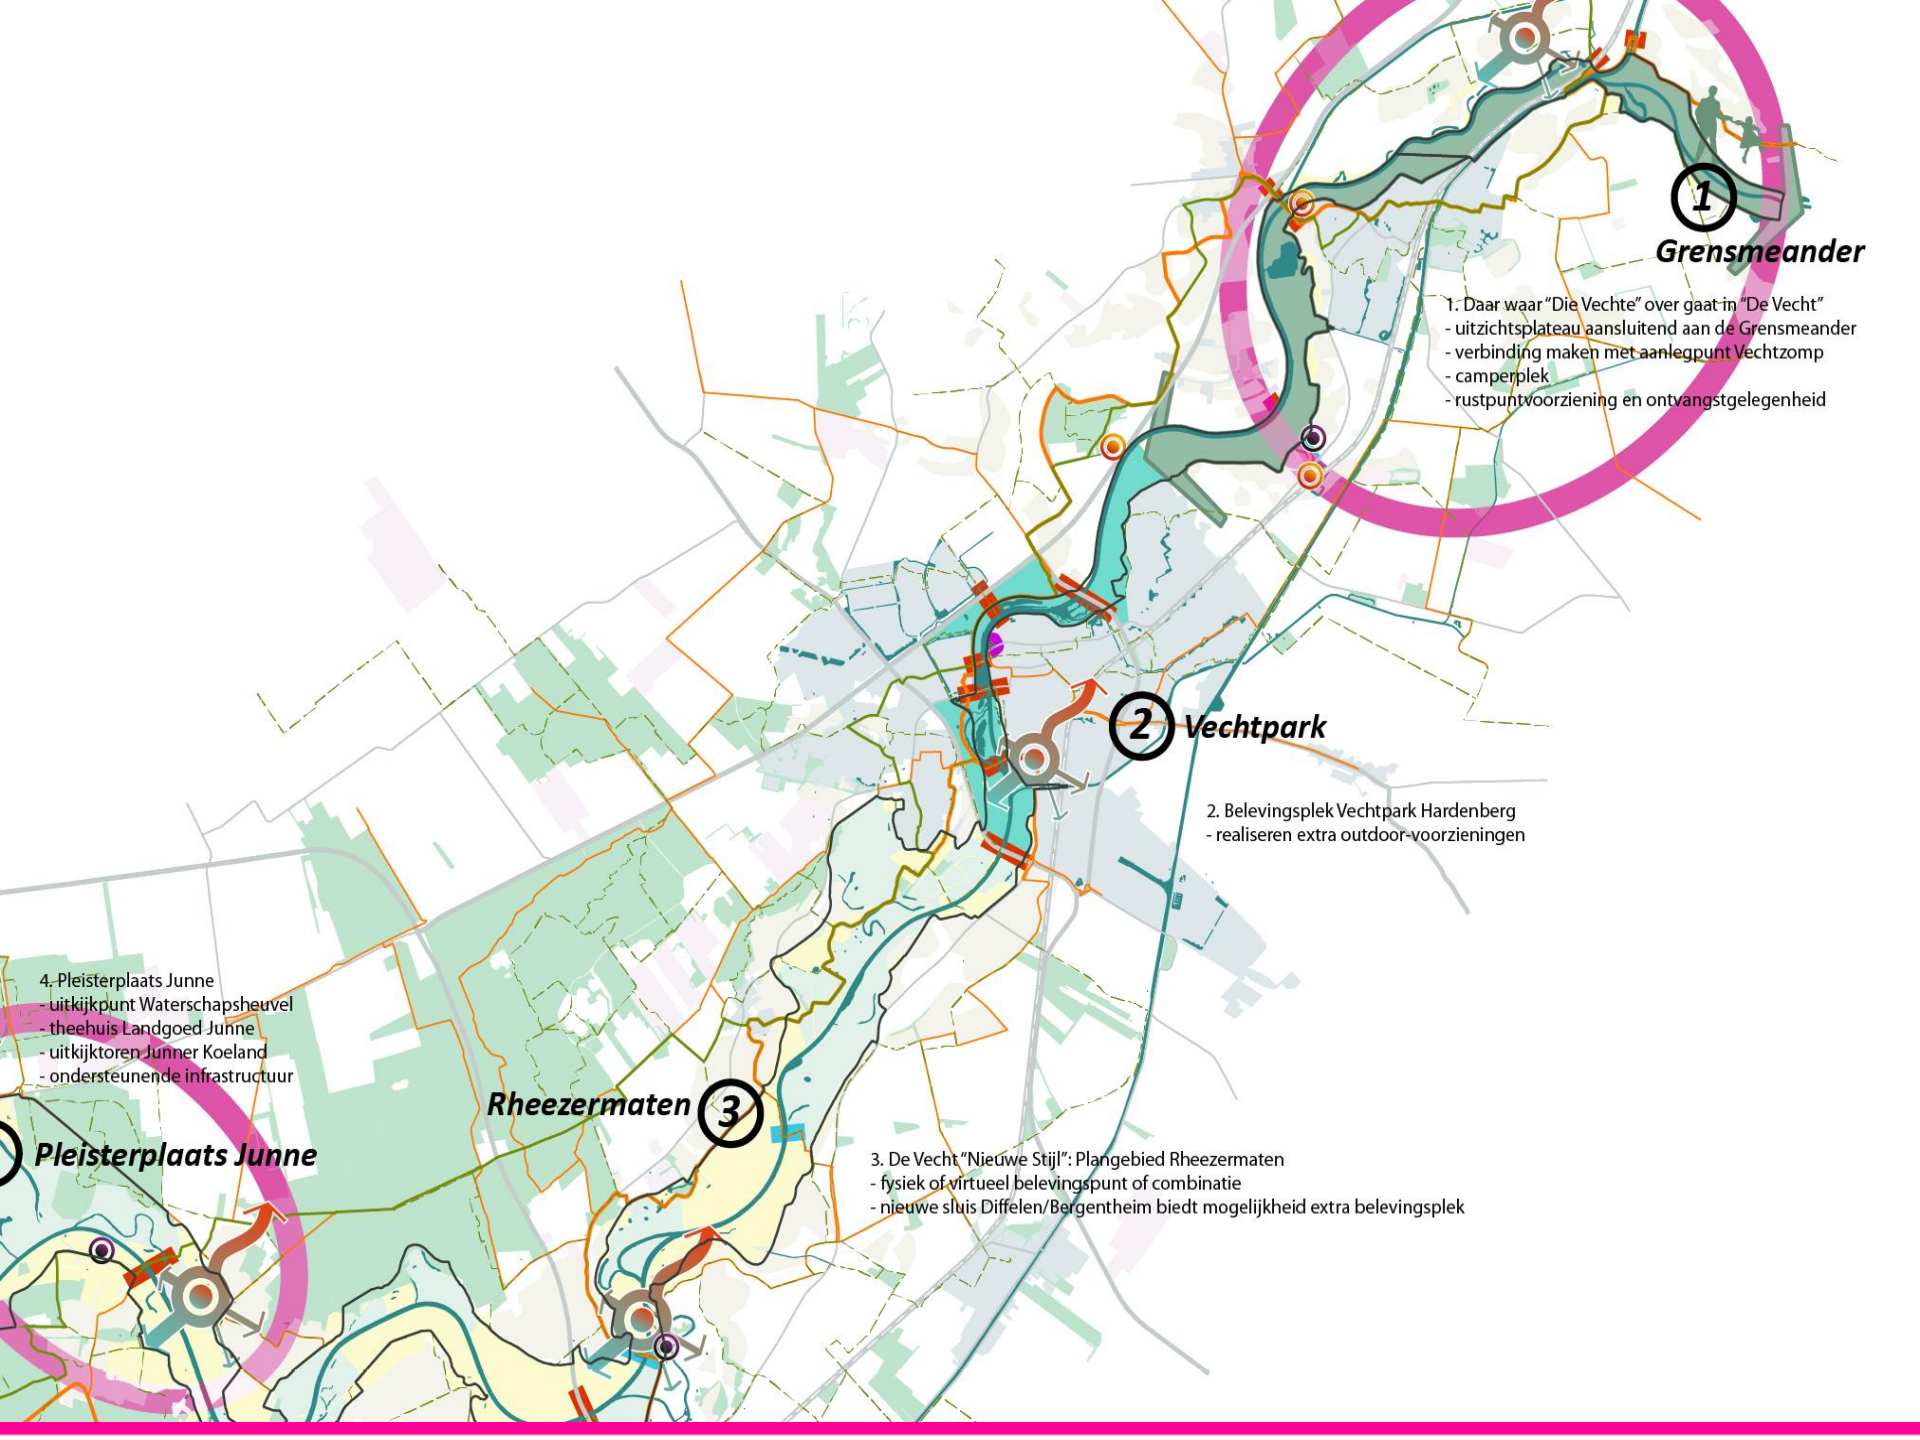 1
Grensmeander
1. Daar waar “Die Vechte” over gaat in “De Vecht”
- uitzichtsplateau aansluitend aan de Grensmeander
- verbinding maken met aanlegpunt Vechtzomp
- camperplek
- rustpuntvoorziening en ontvangstgelegenheid
2 Vechtpark
2. Belevingsplek Vechtpark Hardenberg
- realiseren extra outdoor-voorzieningen
4. Pleisterplaats Junne
- uitkijkpunt Waterschapsheuvel
- theehuis Landgoed Junne
- uitkijktoren Junner Koeland
- ondersteunende infrastructuur
Pleisterplaats Junne
Rheezermaten 3
3. De Vecht “Nieuwe Stijl”: Plangebied Rheezermaten
- fysiek of virtueel belevingspunt of combinatie
- nieuwe sluis Diffelen/Bergentheim biedt mogelijkheid extra belevingsplek